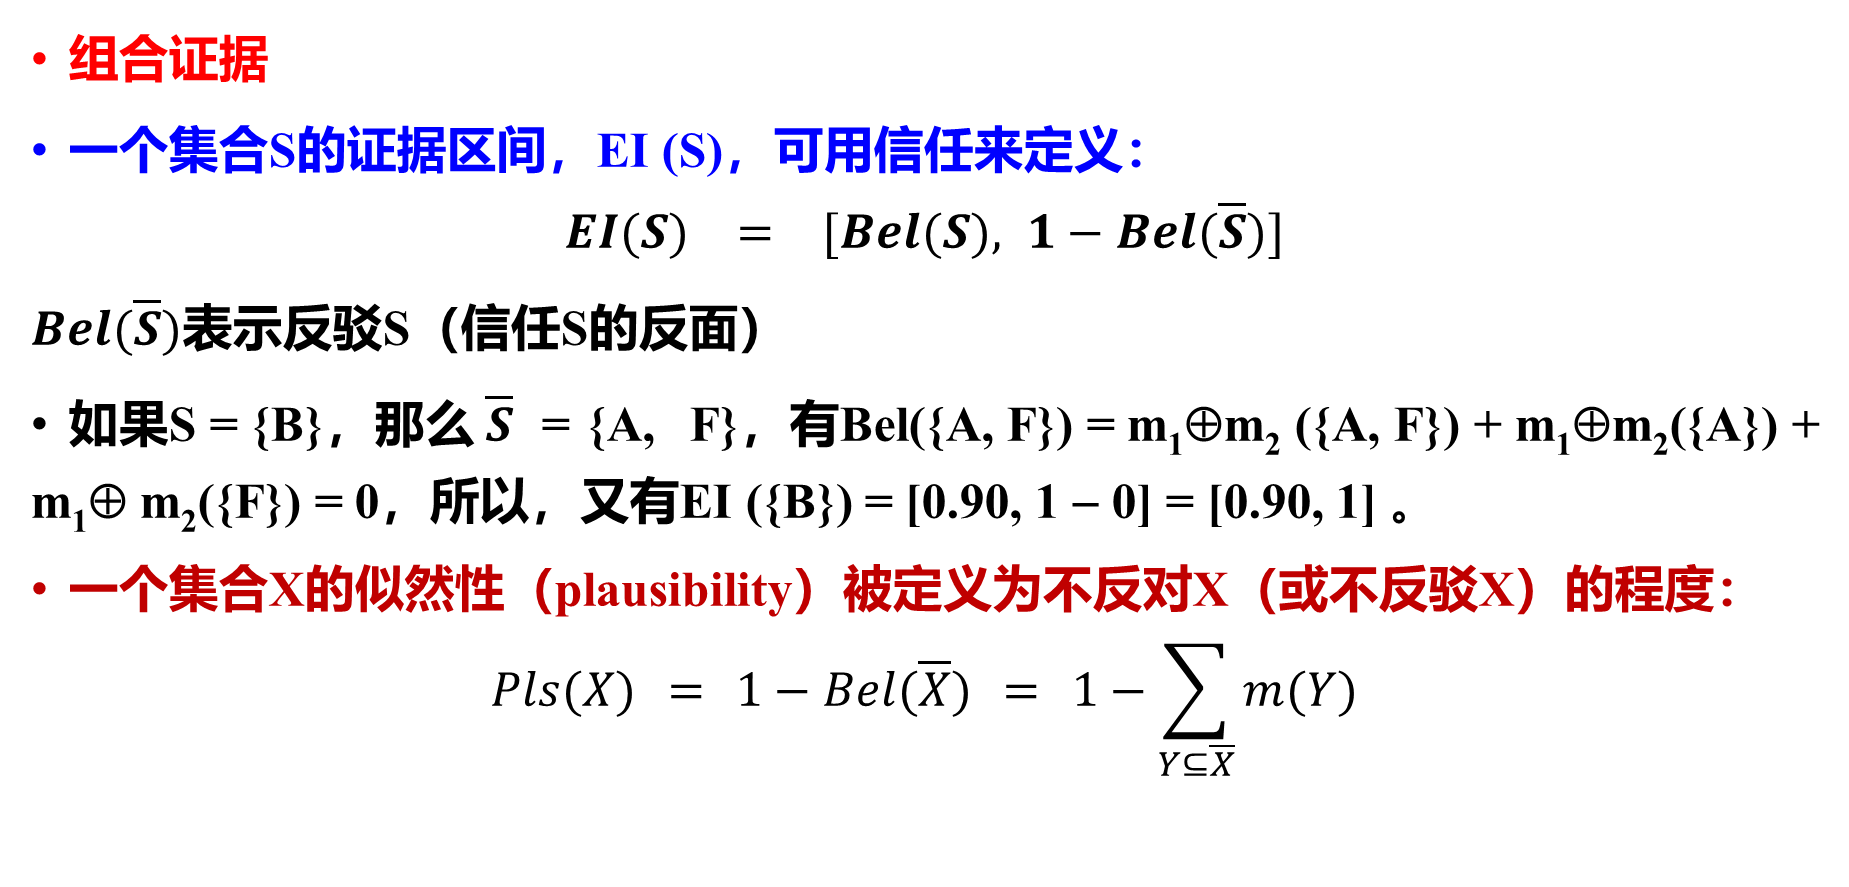 • 组合证据
• 一个集合S的证据区间，EI (S)，可用信任来定义：
EI(S) = [Bel(S), 1 − Bel(S̅)]
Bel(S̅)表示反驳S（信任S的反面）
• 如果S = {B}，那么 S̅ = {A, F}，有Bel({A, F}) = m₁⊕m₂ ({A, F}) + m₁⊕m₂({A}) +
m₁⊕ m₂({F}) = 0，所以，又有EI ({B}) = [0.90, 1 – 0] = [0.90, 1] 。
• 一个集合X的似然性（plausibility）被定义为不反对X（或不反驳X）的程度：
Pls(X) = 1 − Bel(X̅) = 1 − ∑ m(Y)
Y⊆X̅